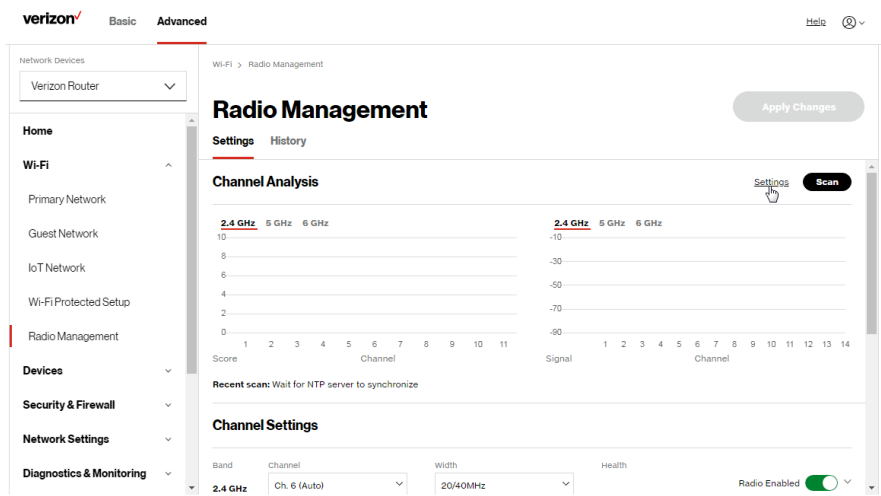 verizon✓ Basic Advanced Help
Network Devices
Verizon Router
Home
Wi-Fi
Primary Network
Guest Network
IoT Network
Wi-Fi Protected Setup
Radio Management
Devices
Security & Firewall
Network Settings
Diagnostics & Monitoring
Wi-Fi > Radio Management
Radio Management
Apply Changes
Settings History
Channel Analysis
Settings Scan
2.4 GHz 5 GHz 6 GHz
10
8
6
4
2
0
1 2 3 4 5 6 7 8 9 10 11
Score Channel
2.4 GHz 5 GHz 6 GHz
-10
-30
-50
-70
-90
1 2 3 4 5 6 7 8 9 10 11 12 13 14
Signal Channel
Recent scan: Wait for NTP server to synchronize
Channel Settings
Band Channel Width Health
2.4 GHz Ch. 6 (Auto) 20/40MHz Radio Enabled